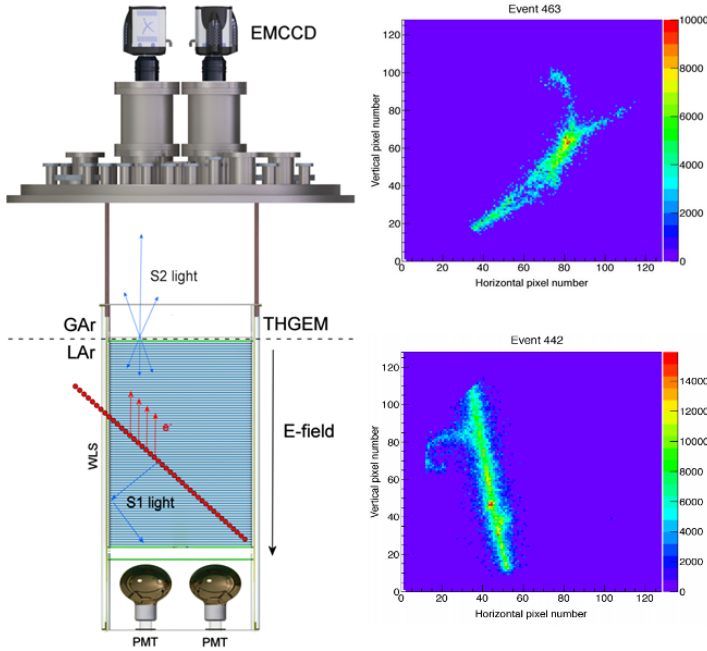 EMCCD
S2 light
GAr
THGEM
LAr
e-
E-field
WLS
S1 light
PMT
PMT
Event 463
Vertical pixel number
120
100
80
60
40
20
0
0
20
40
60
80
100
120
Horizontal pixel number
10000
8000
6000
4000
2000
0
Event 442
Vertical pixel number
120
100
80
60
40
20
0
0
20
40
60
80
100
120
Horizontal pixel number
14000
12000
10000
8000
6000
4000
2000
0